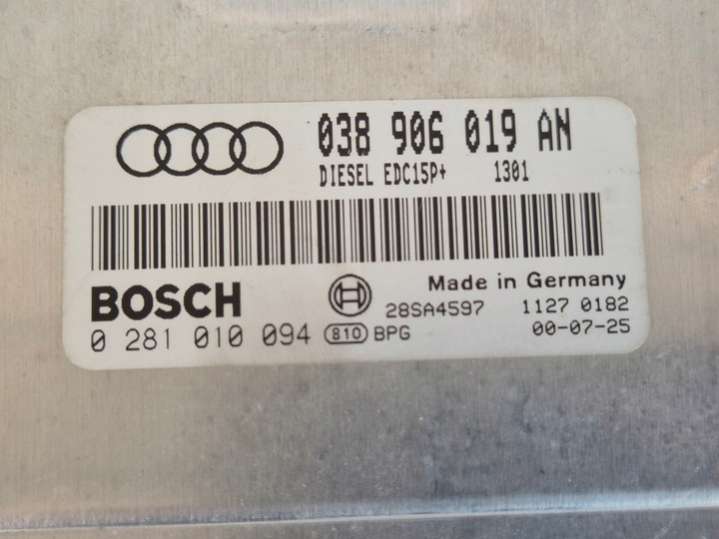 038 906 019 AN
DIESEL EDC15P+ 1301
Made in Germany
BOSCH 28SA4597 1127 0182
0 281 010 094 810 BPG 00-07-25